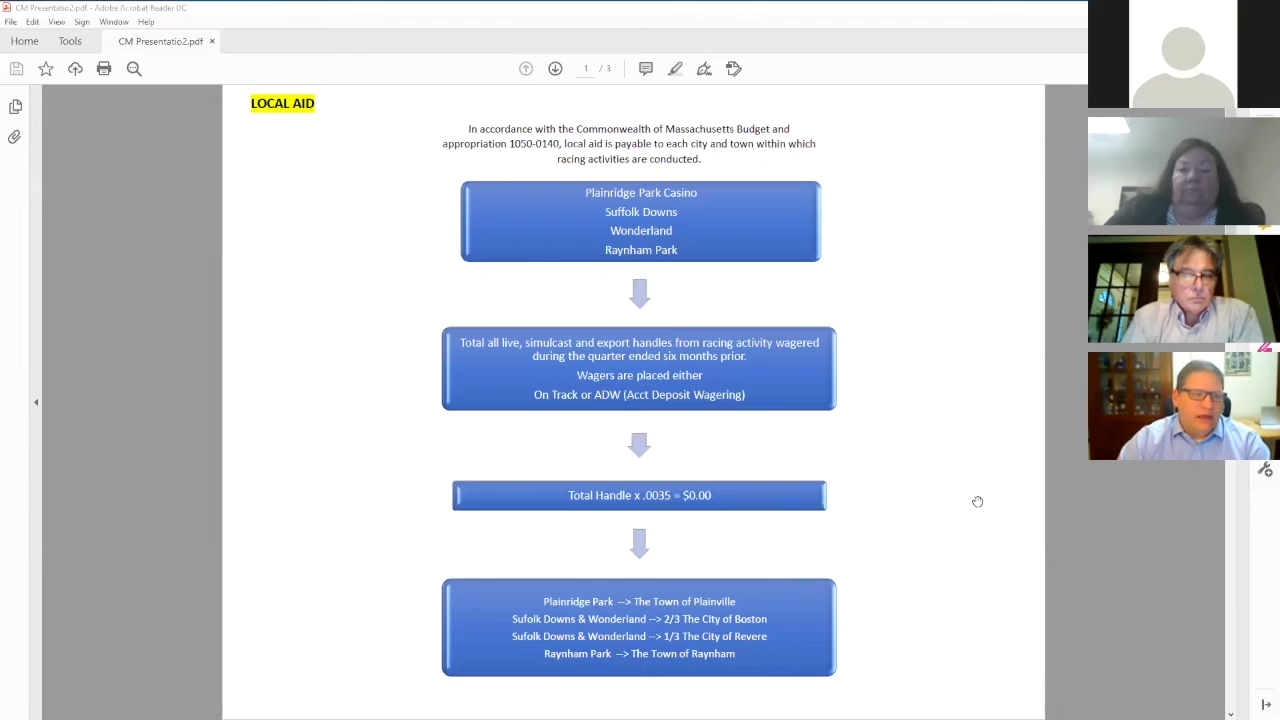 CM Presentatio2.pdf - Adobe Acrobat Reader DC
File Edit View Sign Window Help
Home Tools CM Presentatio2.pdf ×
1 / 3
LOCAL AID
In accordance with the Commonwealth of Massachusetts Budget and
appropriation 1050-0140, local aid is payable to each city and town within which
racing activities are conducted.
Plainridge Park Casino
Suffolk Downs
Wonderland
Raynham Park
Total all live, simulcast and export handles from racing activity wagered
during the quarter ended six months prior.
Wagers are placed either
On Track or ADW (Acct Deposit Wagering)
Total Handle x .0035 = $0.00
Plainridge Park --> The Town of Plainville
Sufolk Downs & Wonderland --> 2/3 The City of Boston
Sufolk Downs & Wonderland --> 1/3 The City of Revere
Raynham Park --> The Town of Raynham